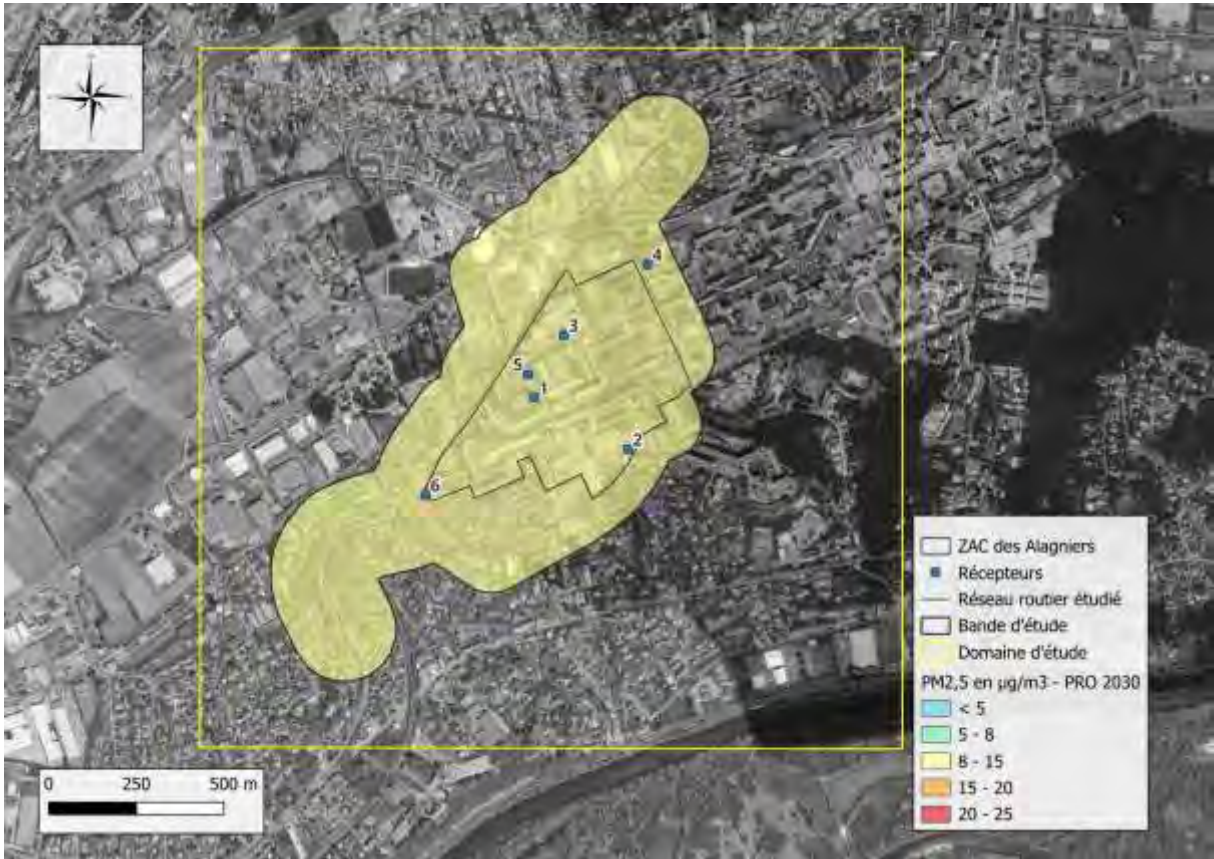 4
3
5
1
2
6
ZAC des Alagniers
Récepteurs
Réseau routier étudié
Bande d'étude
Domaine d'étude
PM2,5 en µg/m3 - PRO 2030
< 5
5 - 8
8 - 15
15 - 20
20 - 25
0 250 500 m